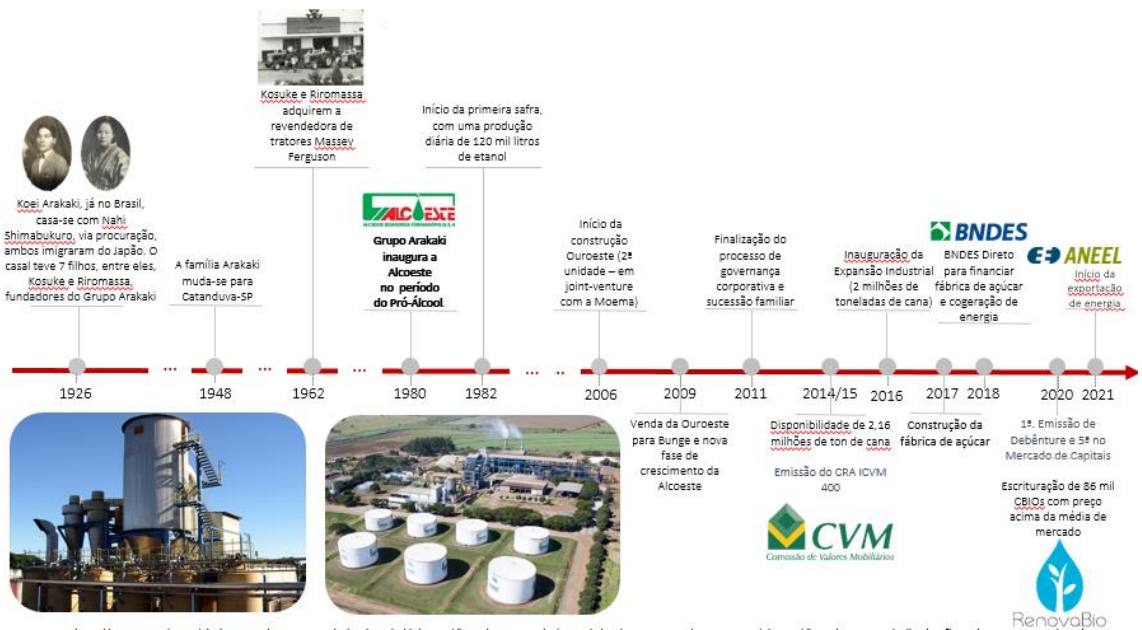 Koei Arakaki, já no Brasil,
casa-se com Nahi
Shimabukuro, via procuração,
ambos imigraram do Japão. O
casal teve 7 filhos, entre eles,
Kosuke e Riromassa,
fundadores do Grupo Arakaki
A família Arakaki
muda-se para
Catanduva-SP
Kosuke e Riromassa
adquirem a
revendedora de
tratores Massey
Ferguson
ALCOESTE
Grupo Arakaki
inaugura a
Alcoeste
no período
do Pró-Álcool.
Início da primeira safra,
com uma produção
diária de 120 mil litros
de etanol
Início da
construção
Ouroeste (2ª
unidade – em
joint-venture
com a Moema)
Finalização do
processo de
governança
corporativa e
sucessão familiar
Inauguração da
Expansão Industrial
(2 milhões de
toneladas de cana)
BNDES
BNDES Direto
para financiar
fábrica de açúcar
e cogeração de
energia
ANEEL
Início da
exportação
de energia
... ... ... ... ...
1926 1948 1962 1980 1982 2006 2009 2011 2014/15 2016 2017 2018 2020 2021
Venda da Ouroeste
para Bunge e nova
fase de
crescimento da
Alcoeste
Disponibilidade de 2,16
milhões de ton de cana
Emissão do CRA ICVM
400
CVM
Comissão de Valores Mobiliários
Construção da
fábrica de açúcar
1ª. Emissão de
Debênture e 5ª no
Mercado de Capitais
Escrituração de 86 mil
CBIOs com preço
acima da média de
mercado
RenovaBio